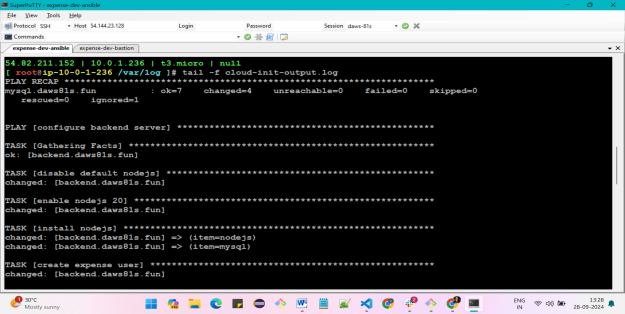 SuperPuTTY - expense-dev-ansible
File View Tools Help
Protocol SSH Host 54.144.23.128 Login Password Session daws-81s
Commands
expense-dev-ansible expense-dev-bastion
54.82.211.152 | 10.0.1.236 | t3.micro | null
[ root@ip-10-0-1-236 /var/log ]# tail -f cloud-init-output.log
PLAY RECAP *********************************************************************
mysql.daws81s.fun : ok=7 changed=4 unreachable=0 failed=0 skipped=0
rescued=0 ignored=1
PLAY [configure backend server] ************************************************
TASK [Gathering Facts] *********************************************************
ok: [backend.daws81s.fun]
TASK [disable default nodejs] **************************************************
changed: [backend.daws81s.fun]
TASK [enable nodejs 20] ********************************************************
changed: [backend.daws81s.fun]
TASK [install nodejs] **********************************************************
changed: [backend.daws81s.fun] => (item=nodejs)
changed: [backend.daws81s.fun] => (item=mysql)
TASK [create expense user] *****************************************************
changed: [backend.daws81s.fun]
30°C
Mostly sunny
ENG
IN
13:28
28-09-2024